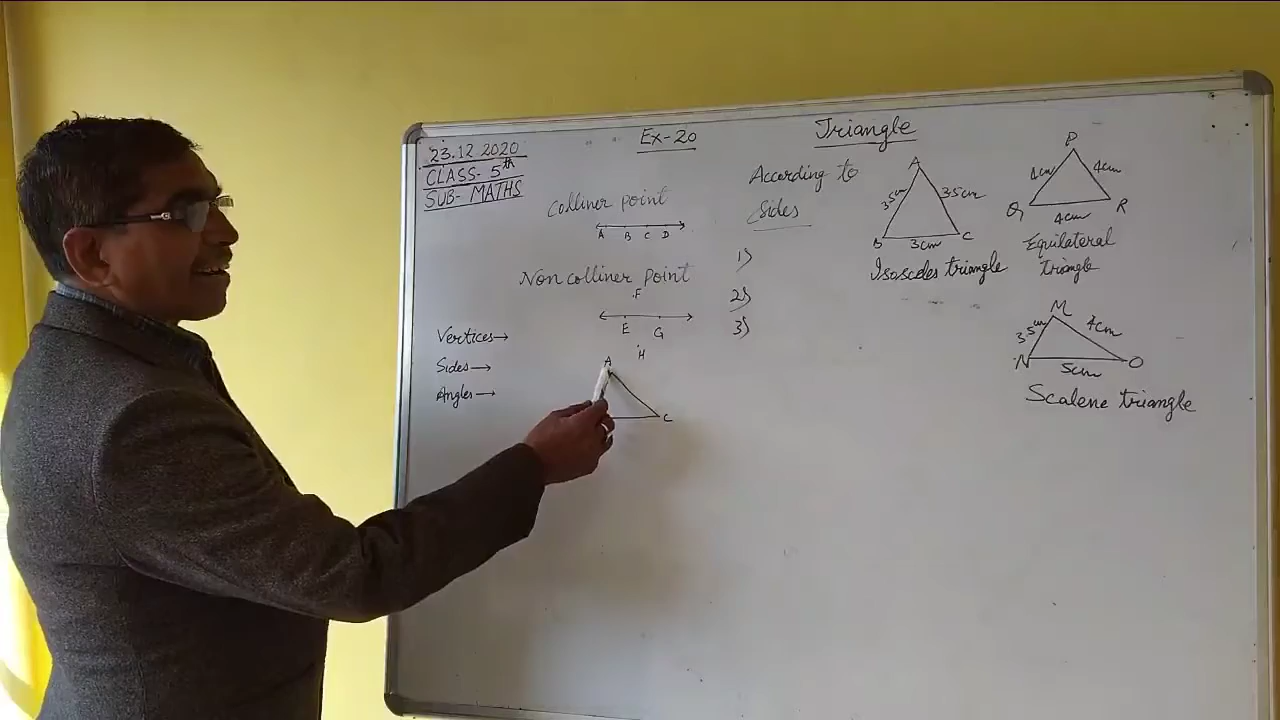 23.12.2020
CLASS- 5th
SUB- MATHS
Ex-20
Triangle
Colliner point
A B C D
Non colliner point
F
E G
H
Vertices→
Sides→
Angles→
A
C
According to
Sides
1)
2)
3)
A
3.5cm 3.5cm
B 3cm C
Isosceles triangle
P
4cm 4cm
Q 4cm R
Equilateral
triangle
M
3.5cm 4cm
N 5cm O
Scalene triangle